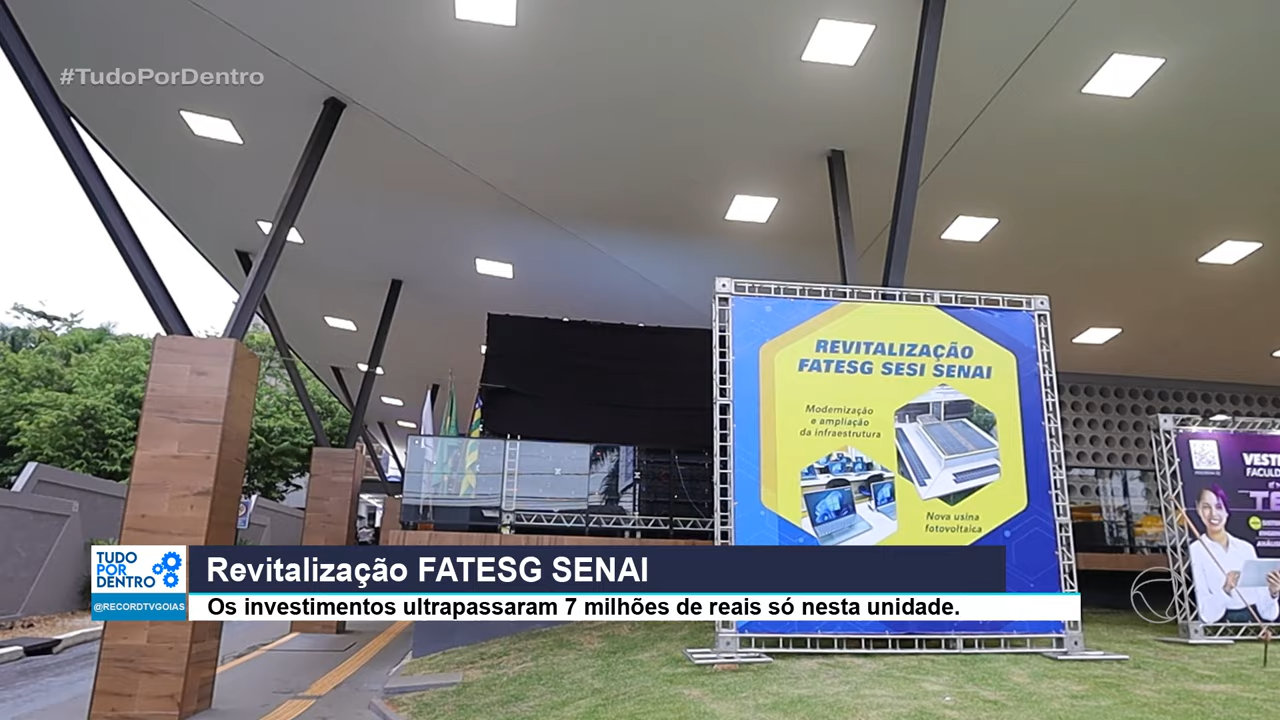 #TudoPorDentro
REVITALIZAÇÃO
FATESG SESI SENAI
Modernização
e ampliação
da infraestrutura
Nova usina
fotovoltaica
VEST
FACUL
TUDO
POR
DENTRO
@RECORDTVGOIAS
Revitalização FATESG SENAI
Os investimentos ultrapassaram 7 milhões de reais só nesta unidade.